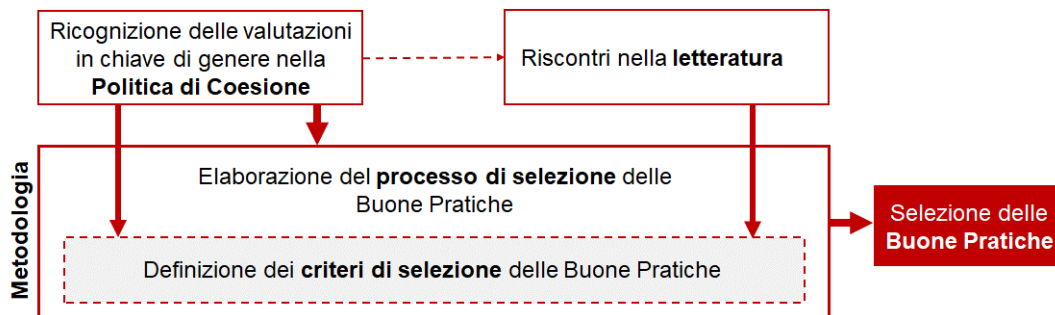 Ricognizione delle valutazioni
in chiave di genere nella
Politica di Coesione
Riscontri nella letteratura
Metodologia
Elaborazione del processo di selezione delle
Buone Pratiche
Definizione dei criteri di selezione delle Buone Pratiche
Selezione delle
Buone Pratiche